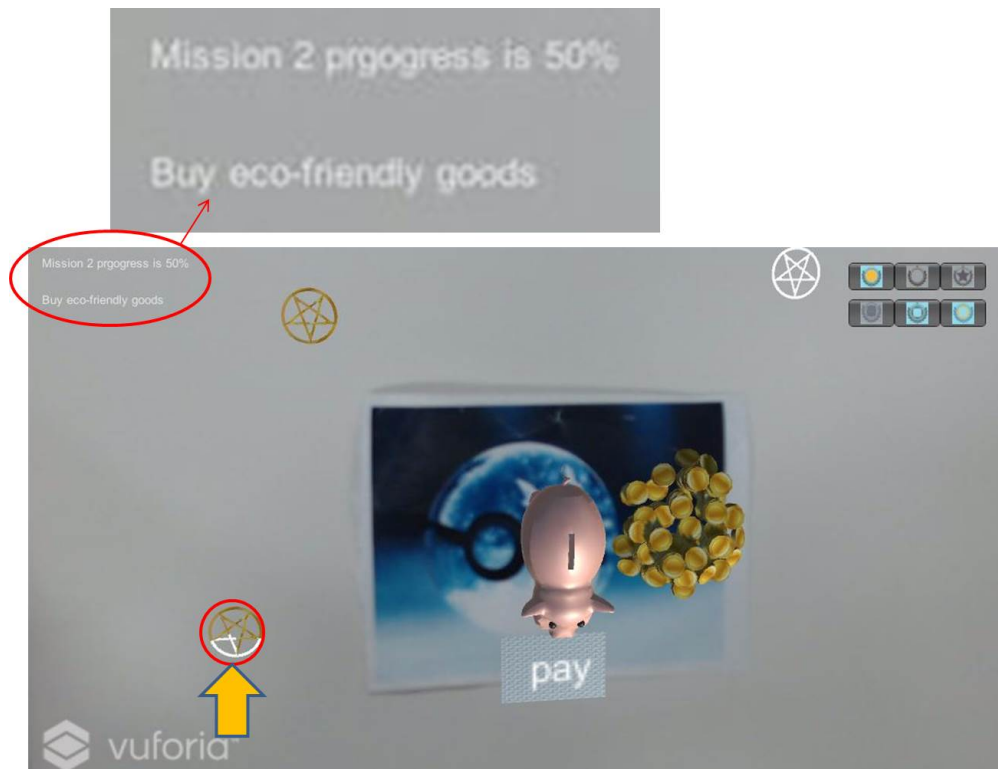 Mission 2 prgogress is 50%
Buy eco-friendly goods
Mission 2 prgogress is 50%
Buy eco-friendly goods
pay
vuforia™